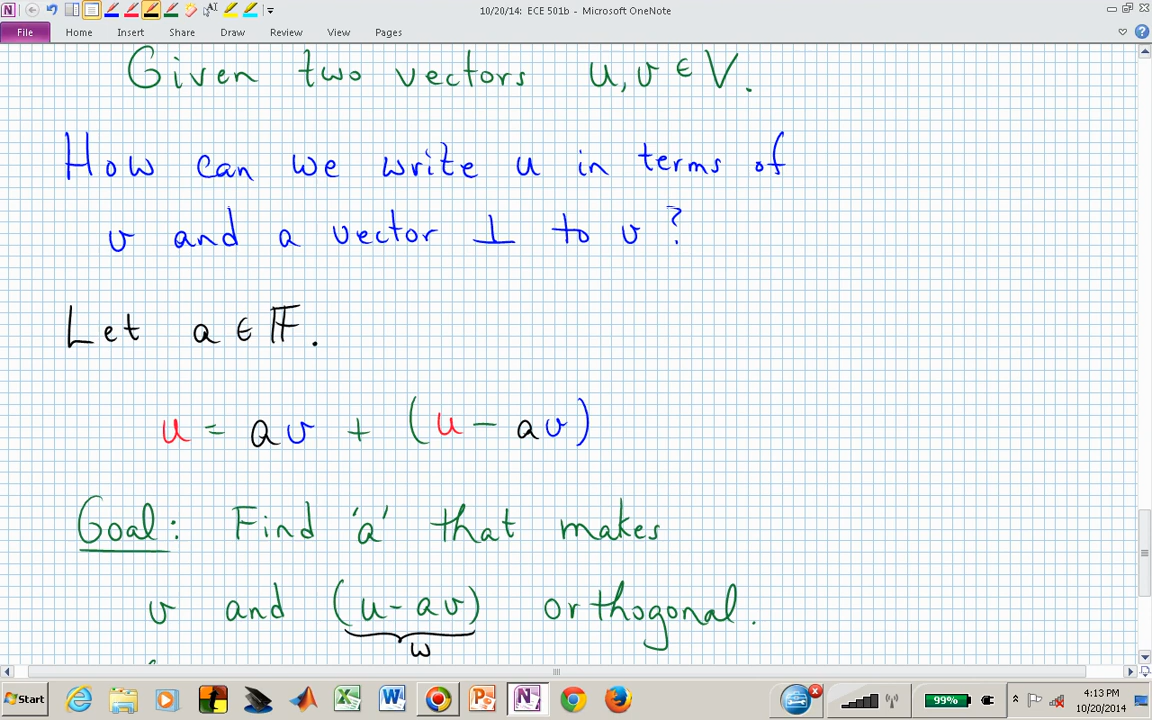 10/20/14: ECE 501b - Microsoft OneNote
File Home Insert Share Draw Review View Pages
Given two vectors u, v ∈ V.
How can we write u in terms of
v and a vector ⊥ to v ?
Let a ∈ 𝔽.
u = av + (u - av)
Goal: Find 'a' that makes
v and (u - av) orthogonal.
w
Start
99%
4:13 PM
10/20/2014